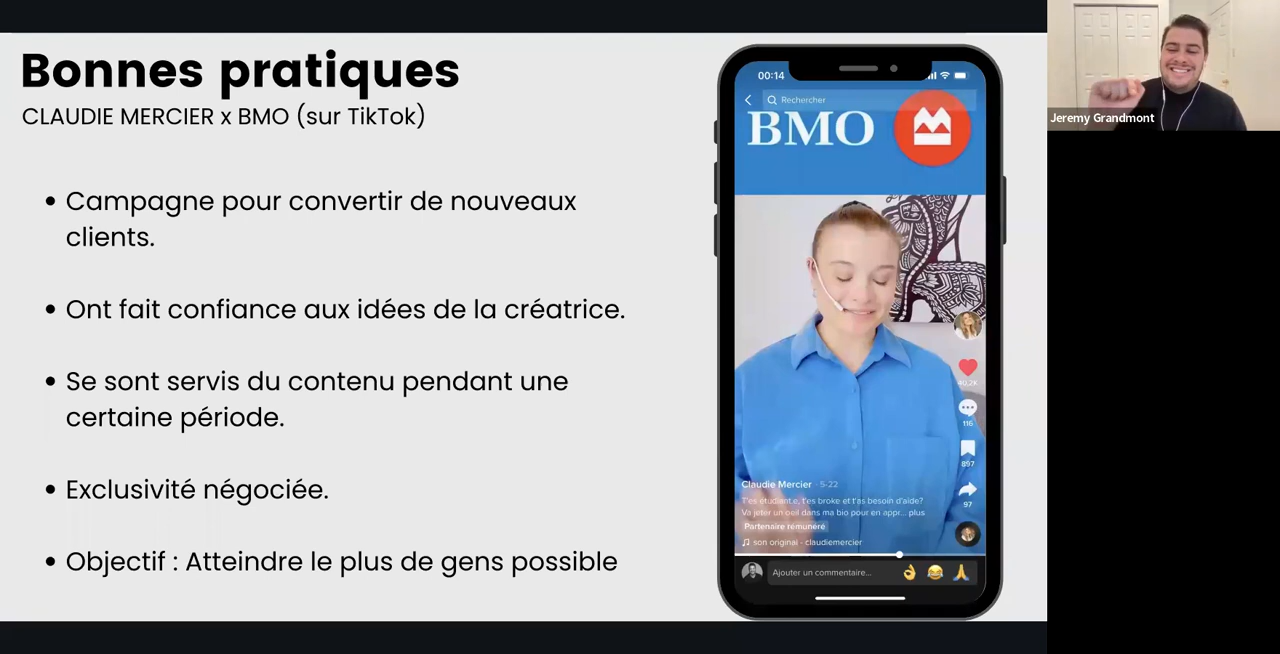 Bonnes pratiques
CLAUDIE MERCIER x BMO (sur TikTok)
• Campagne pour convertir de nouveaux
clients.
• Ont fait confiance aux idées de la créatrice.
• Se sont servis du contenu pendant une
certaine période.
• Exclusivité négociée.
• Objectif : Atteindre le plus de gens possible
00:14
Rechercher
BMO
40,2K
116
897
97
Claudie Mercier · 5-22
T'es étudiant.e, t'es broke et t'as besoin d'aide?
Va jeter un oeil dans ma bio pour en appr... plus
Partenaire rémunéré
son original - claudiemercier
Ajouter un commentaire...
Jeremy Grandmont